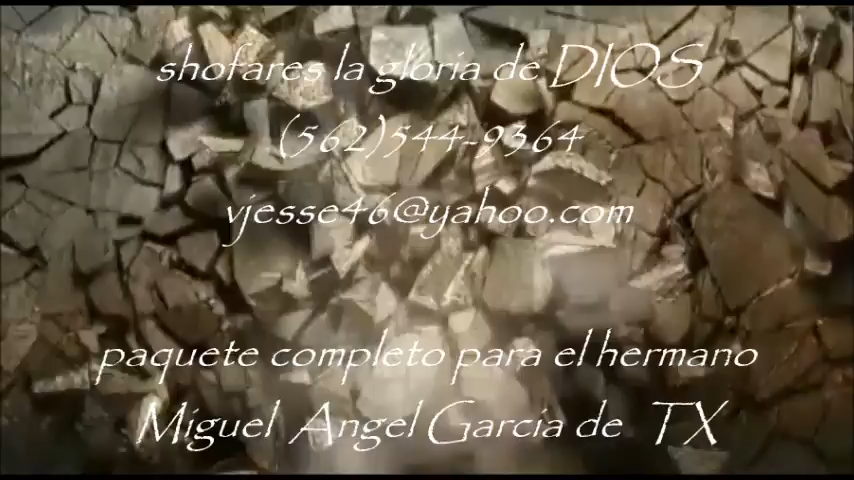 shofares la gloria de DIOS
(562)544-9364
vjesse46@yahoo.com
paquete completo para el hermano
Miguel Angel Garcia de TX